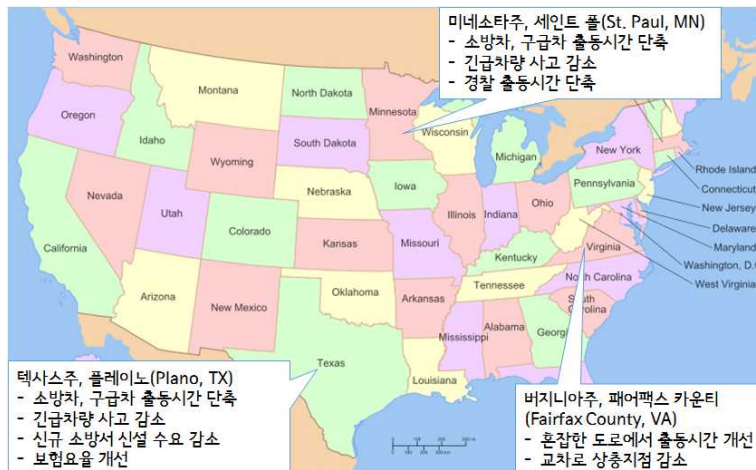 미네소타주, 세인트 폴(St. Paul, MN)
- 소방차, 구급차 출동시간 단축
- 긴급차량 사고 감소
- 경찰 출동시간 단축
Washington
Montana
North Dakota
Minnesota
Oregon
Idaho
South Dakota
Wisconsin
Michigan
New York
Wyoming
Rhode Island
Connecticut
Nebraska
Iowa
Pennsylvania
New Jersey
Nevada
Utah
Colorado
Illinois
Indiana
Ohio
Delaware
Maryland
California
Kansas
Missouri
Kentucky
Virginia
Washington, D.
West Virginia
Arizona
New Mexico
Oklahoma
Arkansas
Tennessee
North Carolina
South Carolina
Texas
Louisiana
Mississippi
Alabama
Georgi
텍사스주, 플레이노(Plano, TX)
- 소방차, 구급차 출동시간 단축
- 긴급차량 사고 감소
- 신규 소방서 신설 수요 감소
- 보험요율 개선
버지니아주, 패어팩스 카운티
(Fairfax County, VA)
- 혼잡한 도로에서 출동시간 개선
- 교차로 상충지점 감소